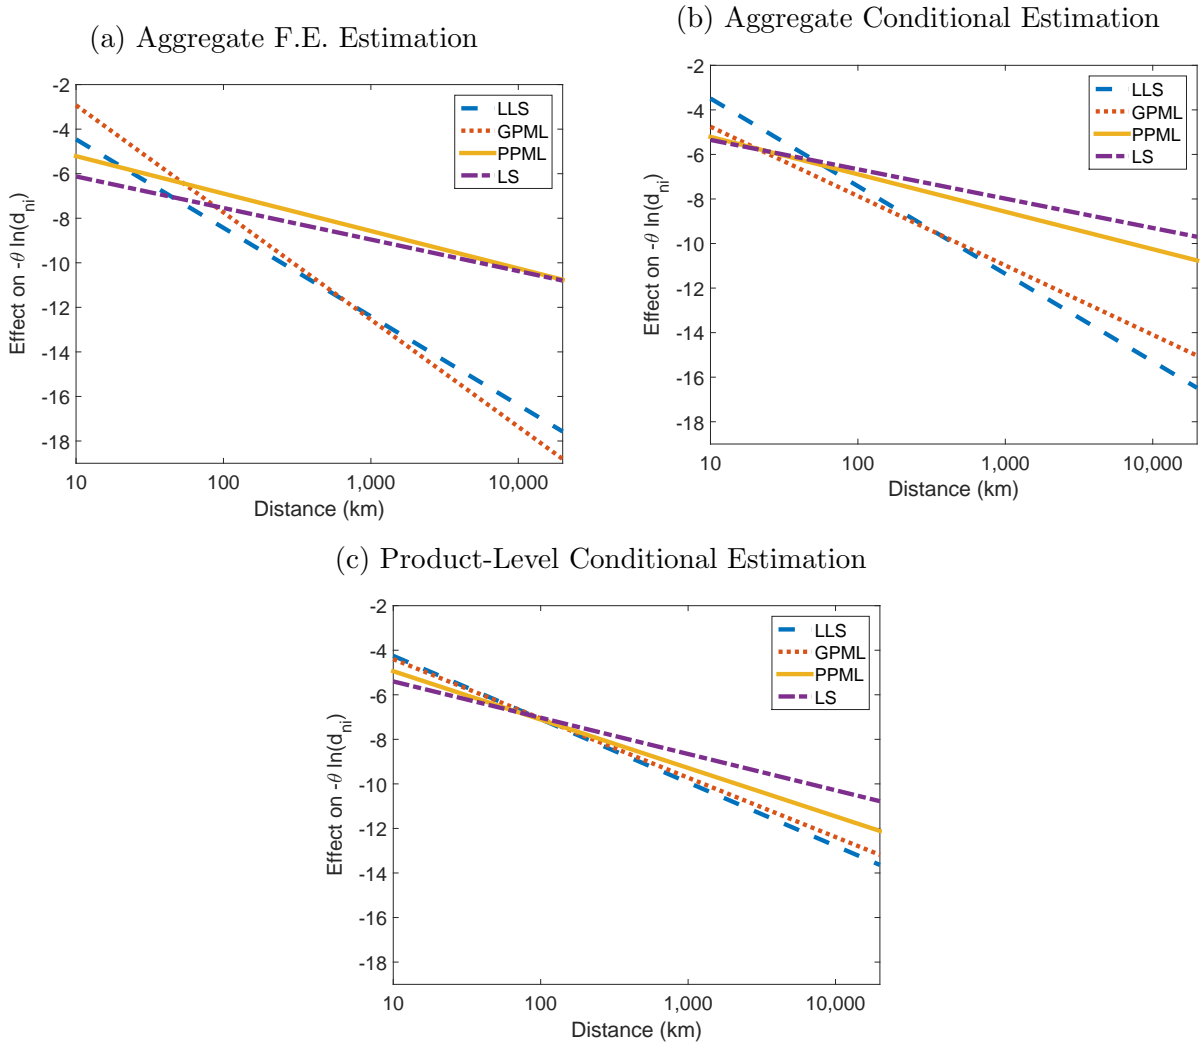 (a) Aggregate F.E. Estimation
-2
-4
-6
-8
-10
-12
-14
-16
-18
Effect on -θ ln(d_ni)
10
100
1,000
10,000
Distance (km)
LLS
GPML
PPML
LS
(b) Aggregate Conditional Estimation
-2
-4
-6
-8
-10
-12
-14
-16
-18
Effect on -θ ln(d_ni)
10
100
1,000
10,000
Distance (km)
LLS
GPML
PPML
LS
(c) Product-Level Conditional Estimation
-2
-4
-6
-8
-10
-12
-14
-16
-18
Effect on -θ ln(d_ni)
10
100
1,000
10,000
Distance (km)
LLS
GPML
PPML
LS